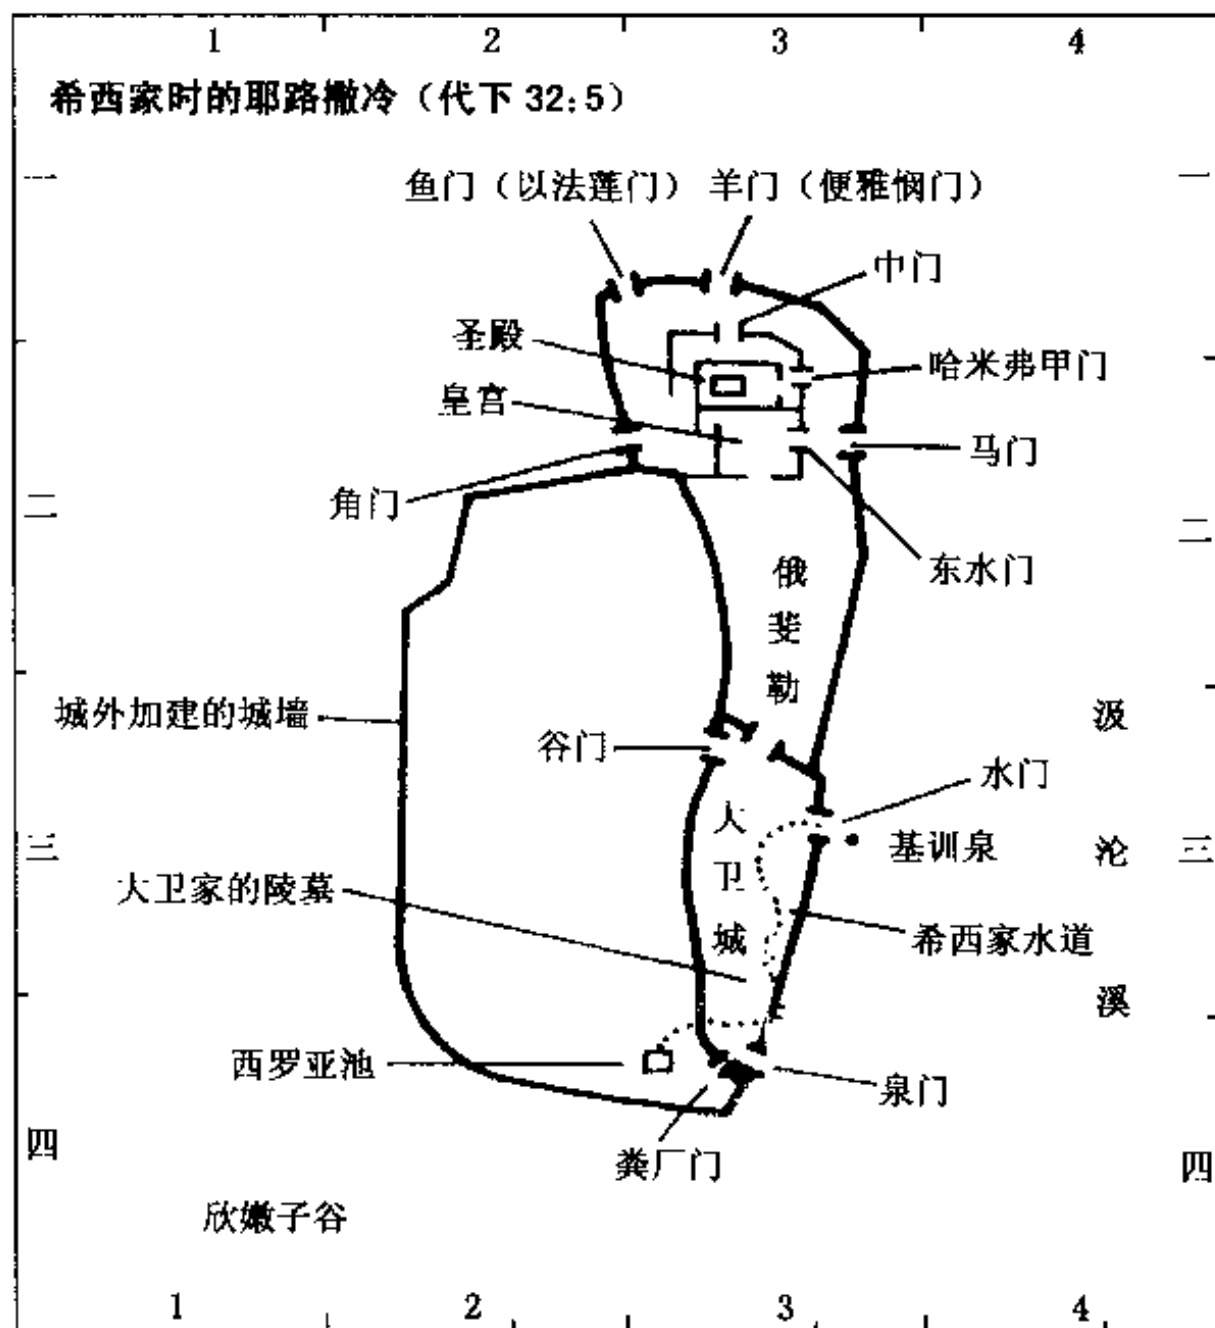 1 2 3 4
希西家时的耶路撒冷（代下 32:5）
一 一
鱼门（以法莲门） 羊门（便雅悯门）
中门
圣殿
哈米弗甲门
皇宫
马门
角门
二 二
东水门
俄斐勒
城外加建的城墙
汲沦溪
谷门
水门
大卫城
三 三
基训泉
大卫家的陵墓
希西家水道
西罗亚池
泉门
四 四
粪厂门
欣嫩子谷
1 2 3 4